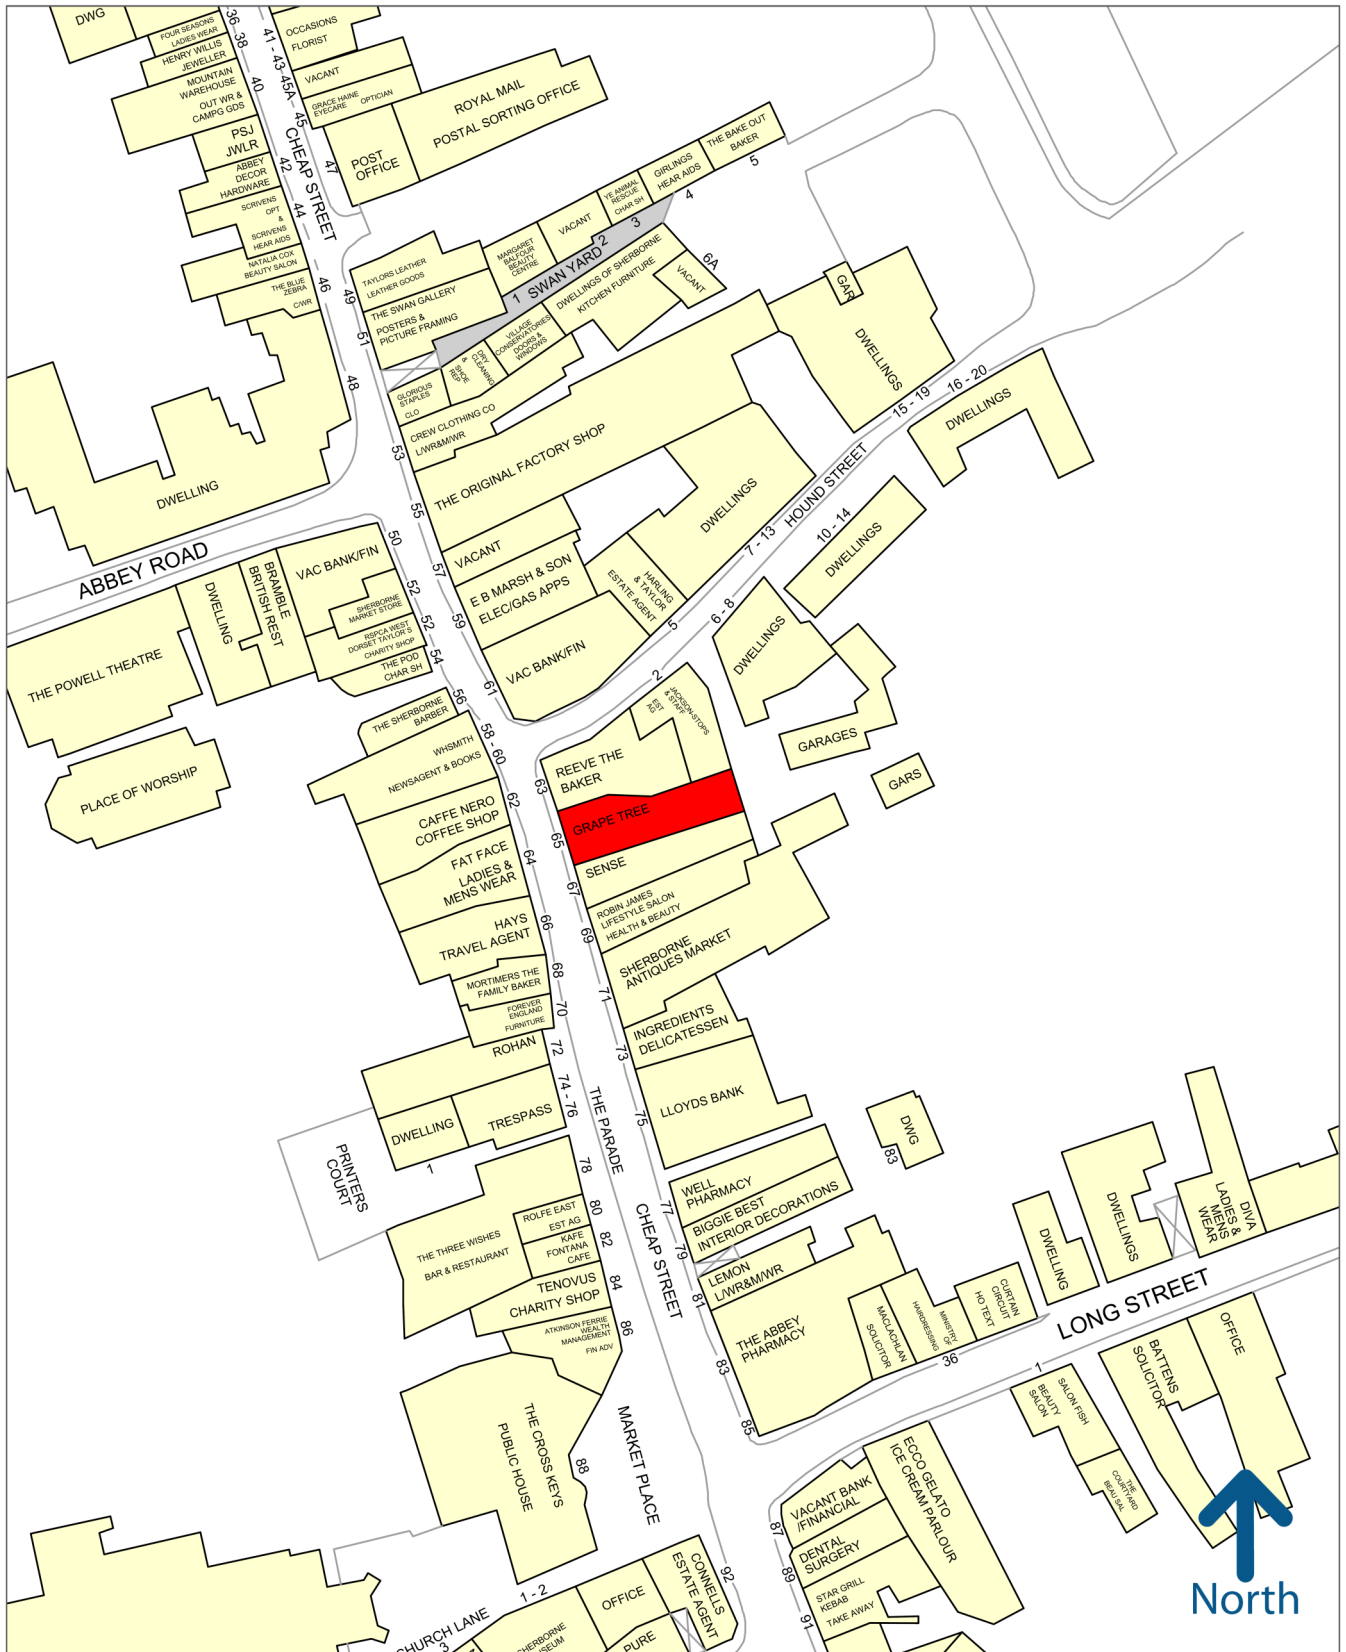 DWG
FOUR SEASONS
LADIES WEAR
HENRY WILLIS
JEWELLER
MOUNTAIN
WAREHOUSE
OUT WR &
CAMPG GDS
PSJ
JWLR
ABBEY
DECOR
HARDWARE
SCRIVENS
OPT
&
SCRIVENS
HEAR AIDS
NATALIA COX
BEAUTY SALON
THE BLUE
ZEBRA
C/WR
36 - 38
40
42
44
46
48
41 - 43
45A
45
47
49
51
53
55
57
59
61
CHEAP STREET
OCCASIONS
FLORIST
VACANT
GRACE HAINE
EYECARE
OPTICIAN
POST
OFFICE
ROYAL MAIL
POSTAL SORTING OFFICE
TAYLORS LEATHER
LEATHER GOODS
THE SWAN GALLERY
POSTERS &
PICTURE FRAMING
MARGARET
BALFOUR
BEAUTY
CENTRE
VACANT
YE ANIMAL
RESCUE
CHAR SH
GIRLINGS
HEAR AIDS
THE BAKE OUT
BAKER
1
SWAN YARD
2
3
4
5
6A
DWELLINGS OF SHERBORNE
KITCHEN FURNITURE
VACANT
VILLAGE
CONSERVATORIES
DOORS &
WINDOWS
DRY
CLEANING
&
SHOE
REP
GLORIOUS
STAPLES
CLO
CREW CLOTHING CO
L/WR&M/WR
THE ORIGINAL FACTORY SHOP
VACANT
E B MARSH & SON
ELEC/GAS APPS
VAC BANK/FIN
HARLING
& TAYLOR
ESTATE AGENT
DWELLINGS
GAR
DWELLINGS
15 - 19
16 - 20
DWELLINGS
HOUND STREET
7 - 13
10 - 14
DWELLINGS
6 - 8
5
2
DWELLINGS
GARAGES
GARS
DWELLING
ABBEY ROAD
THE POWELL THEATRE
DWELLING
BRAMBLE
BRITISH REST
VAC BANK/FIN
SHERBORNE
MARKET STORE
RSPCA WEST
DORSET TAYLOR'S
CHARITY SHOP
THE POD
CHAR SH
50
52
52
54
56
58 - 60
62
64
66
68
70
72
74 - 76
78
80
82
84
86
88
92
PLACE OF WORSHIP
THE SHERBORNE
BARBER
WHSMITH
NEWSAGENT & BOOKS
CAFFE NERO
COFFEE SHOP
FAT FACE
LADIES &
MENS WEAR
HAYS
TRAVEL AGENT
MORTIMERS THE
FAMILY BAKER
FOREVER
ENGLAND
FURNITURE
ROHAN
TRESPASS
DWELLING
1
PRINTERS
COURT
THE THREE WISHES
BAR & RESTAURANT
ROLFE EAST
EST AG
KAFE
FONTANA
CAFE
TENOVUS
CHARITY SHOP
ATKINSON FERRIE
WEALTH
MANAGEMENT
FIN ADV
THE CROSS KEYS
PUBLIC HOUSE
REEVE THE
BAKER
JACKSON-STOPS
& STAFF
EST
AG
GRAPE TREE
SENSE
ROBIN JAMES
LIFESTYLE SALON
HEALTH & BEAUTY
SHERBORNE
ANTIQUES MARKET
INGREDIENTS
DELICATESSEN
LLOYDS BANK
WELL
PHARMACY
BIGGIE BEST
INTERIOR DECORATIONS
LEMON
L/WR&M/WR
THE ABBEY
PHARMACY
63
65
67
69
71
73
75
77
79
81
83
85
THE PARADE
CHEAP STREET
MARKET PLACE
DWG
83
MACLACHLAN
SOLICITOR
MINISTRY
OF
HAIRDRESSING
CURTAIN
CIRCUIT
HO TEXT
DWELLING
DWELLINGS
DIVA
LADIES &
MENS
WEAR
36
LONG STREET
1
SALON FISH
BEAUTY
SALON
THE
COURTYARD
BEAU SAL
BATTENS
SOLICITOR
OFFICE
VACANT BANK
/FINANCIAL
DENTAL
SURGERY
STAR GRILL
KEBAB
TAKE AWAY
ECCO GELATO
ICE CREAM PARLOUR
87
89
91
CHURCH LANE
3
1 - 2
OFFICE
CONNELLS
ESTATE AGENT
PURE
North